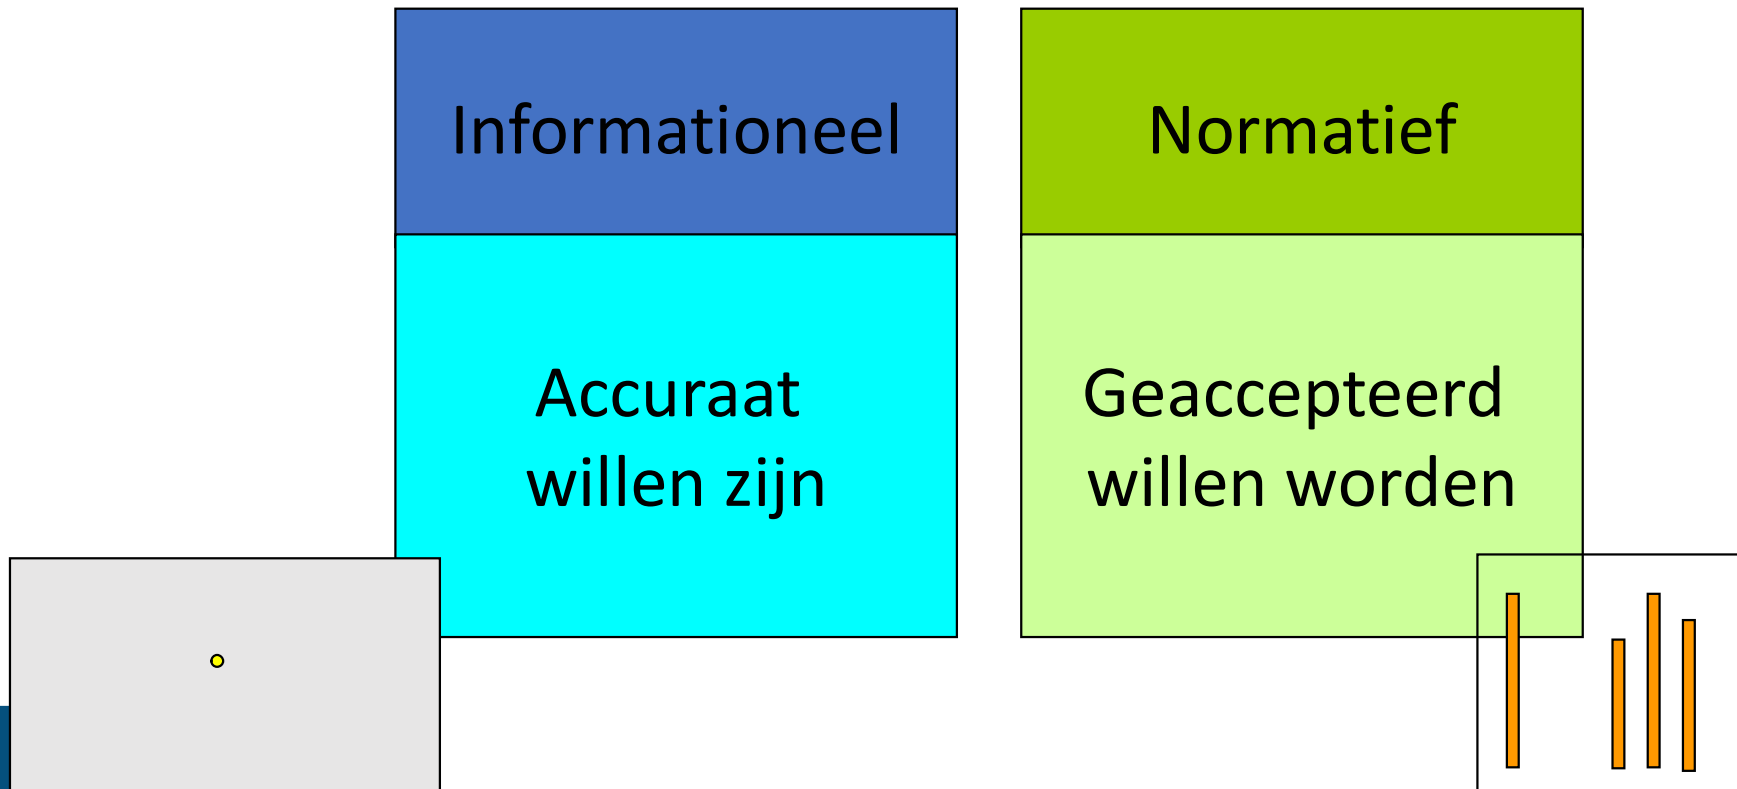 Informationeel
Normatief
Accuraat
willen zijn
Geaccepteerd
willen worden